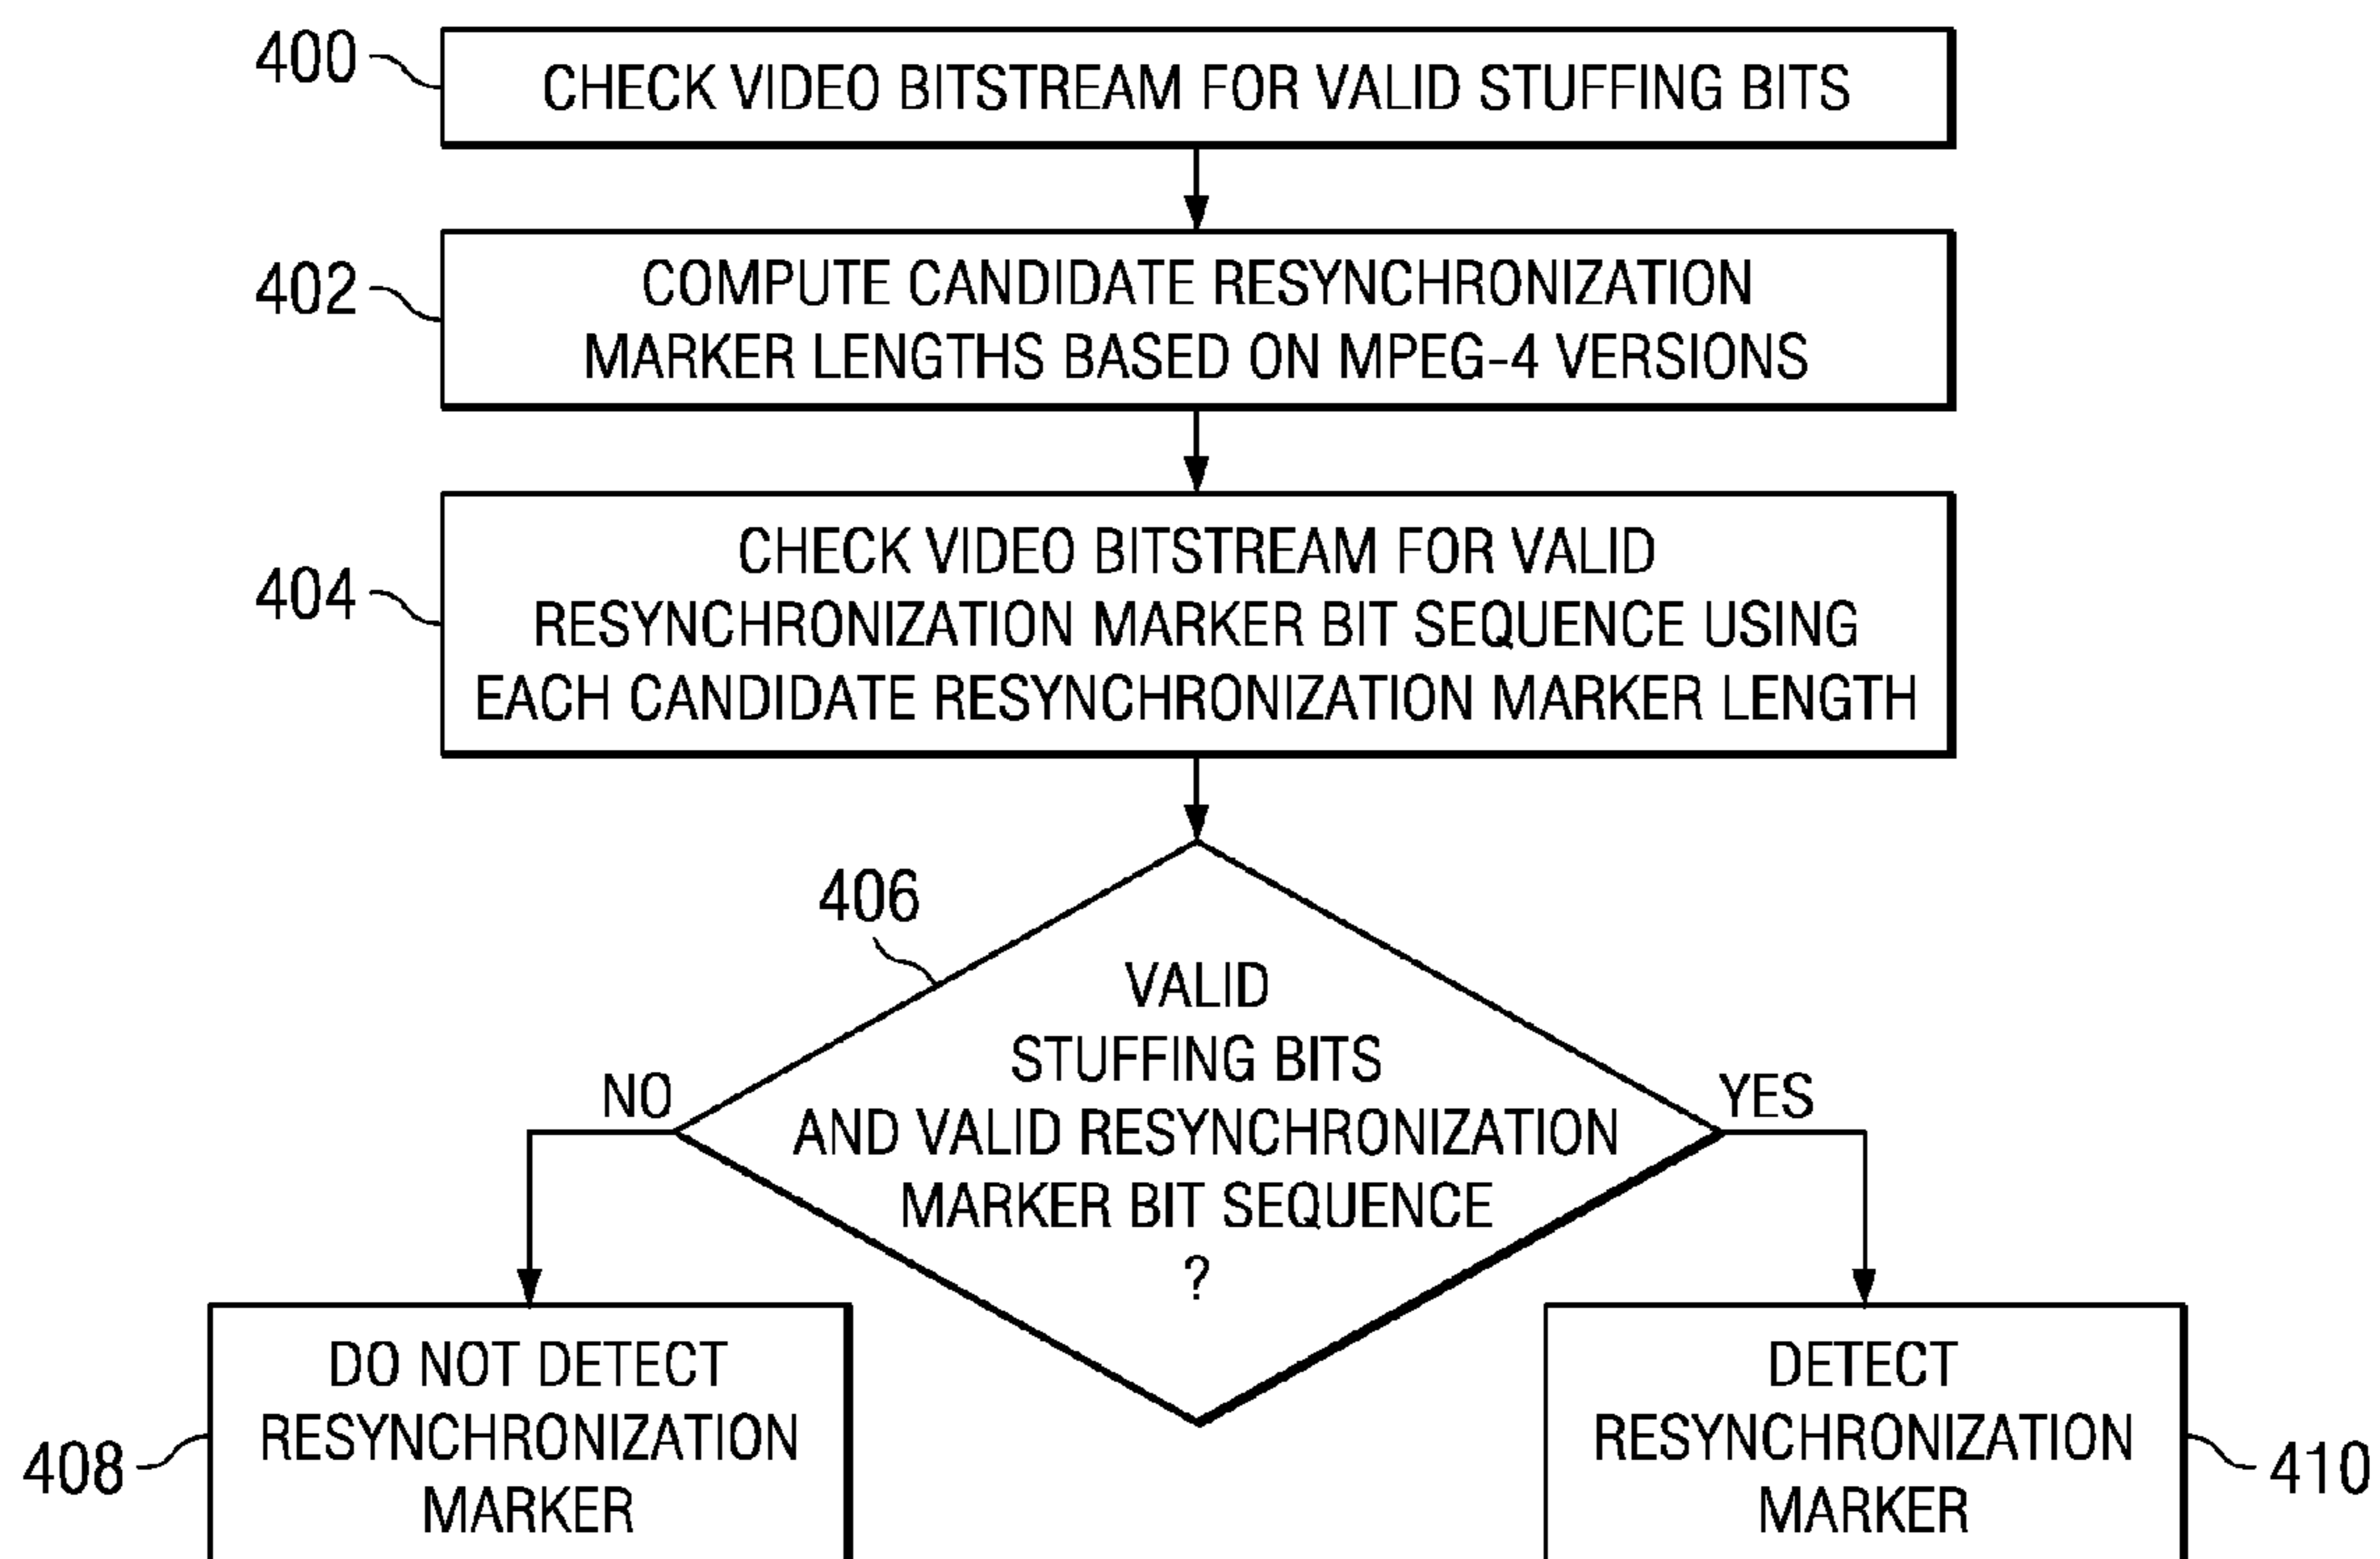 400
CHECK VIDEO BITSTREAM FOR VALID STUFFING BITS
402
COMPUTE CANDIDATE RESYNCHRONIZATION
MARKER LENGTHS BASED ON MPEG-4 VERSIONS
404
CHECK VIDEO BITSTREAM FOR VALID
RESYNCHRONIZATION MARKER BIT SEQUENCE USING
EACH CANDIDATE RESYNCHRONIZATION MARKER LENGTH
406
VALID
STUFFING BITS
AND VALID RESYNCHRONIZATION
MARKER BIT SEQUENCE
?
NO
YES
408
DO NOT DETECT
RESYNCHRONIZATION
MARKER
DETECT
RESYNCHRONIZATION
MARKER
410